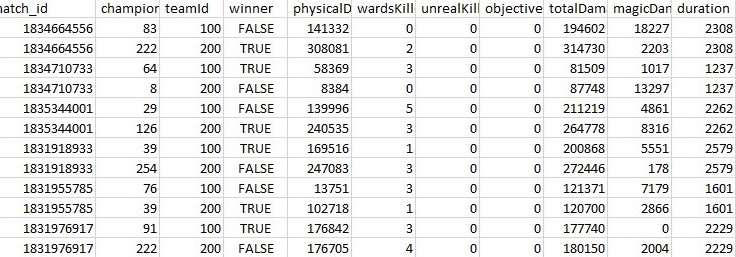 match_id champion teamId winner physicalD wardsKill unrealKill objective totalDam magicDan duration
1834664556 83 100 FALSE 141332 0 0 0 194602 18227 2308
1834664556 222 200 TRUE 308081 2 0 0 314730 2203 2308
1834710733 64 100 TRUE 58369 3 0 0 81509 1017 1237
1834710733 8 200 FALSE 8384 0 0 0 87748 13297 1237
1835344001 29 100 FALSE 139996 5 0 0 211219 4861 2262
1835344001 126 200 TRUE 240535 3 0 0 264778 8316 2262
1831918933 39 100 TRUE 169516 1 0 0 200868 5551 2579
1831918933 254 200 FALSE 247083 3 0 0 272446 178 2579
1831955785 76 100 FALSE 13751 3 0 0 121371 7179 1601
1831955785 39 200 TRUE 102718 1 0 0 120700 2866 1601
1831976917 91 100 TRUE 176842 3 0 0 177740 0 2229
1831976917 222 200 FALSE 176705 4 0 0 180150 2004 2229